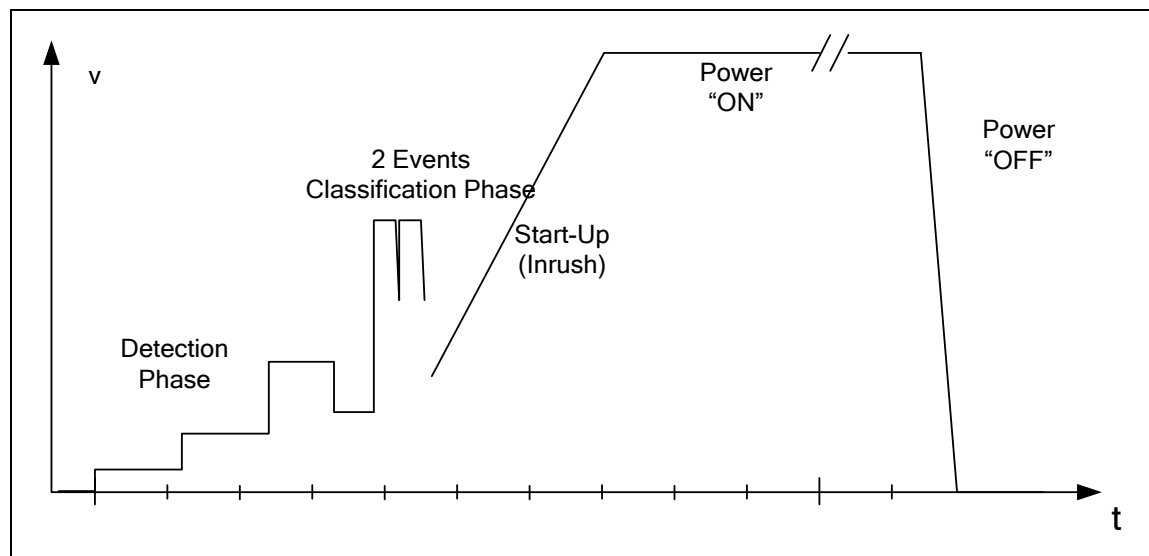 v
Power
“ON”
Power
“OFF”
2 Events
Classification Phase
Start-Up
(Inrush)
Detection
Phase
t